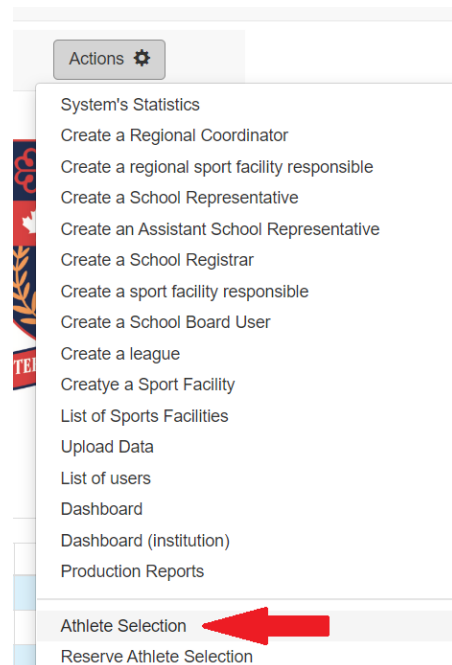 Actions
System's Statistics
Create a Regional Coordinator
Create a regional sport facility responsible
Create a School Representative
Create an Assistant School Representative
Create a School Registrar
Create a sport facility responsible
Create a School Board User
Create a league
Creatye a Sport Facility
List of Sports Facilities
Upload Data
List of users
Dashboard
Dashboard (institution)
Production Reports
Athlete Selection
Reserve Athlete Selection